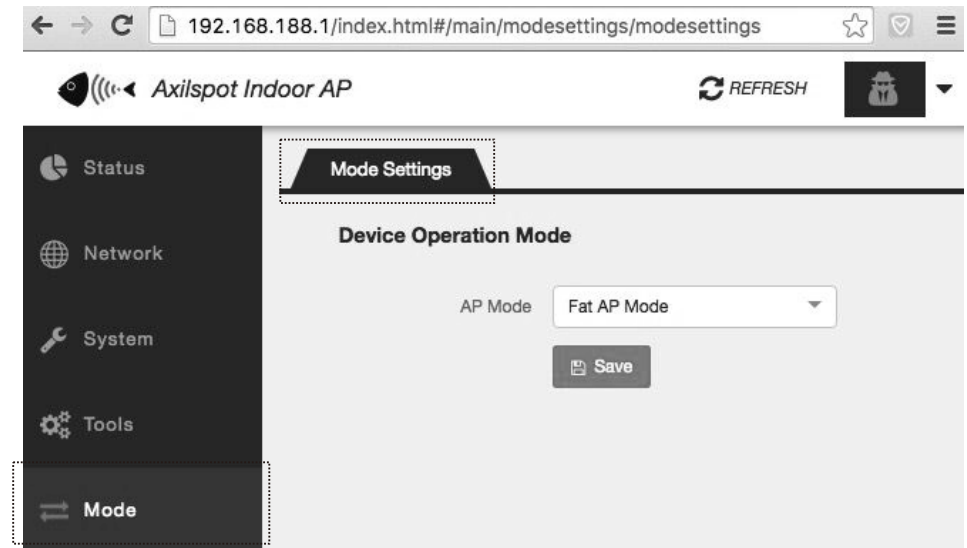 192.168.188.1/index.html#/main/modesettings/modesettings
Axilspot Indoor AP
REFRESH
Status
Mode Settings
Network
Device Operation Mode
AP Mode
Fat AP Mode
System
Save
Tools
Mode